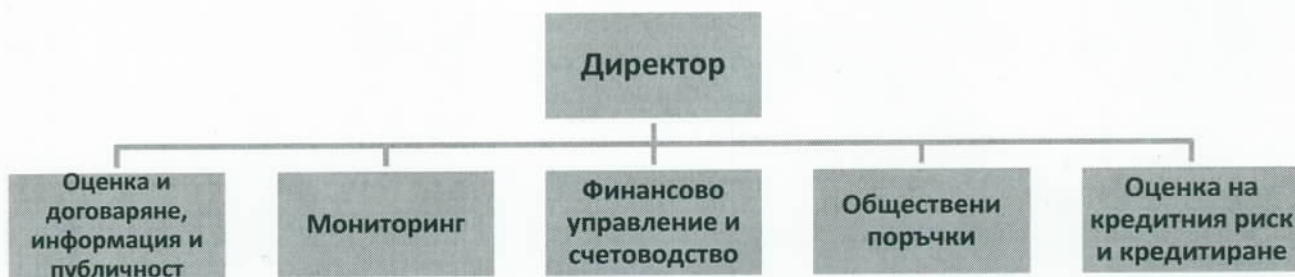 Директор
Оценка и
договаряне,
информация и
публичност
Мониторинг
Финансово
управление и
счетоводство
Обществени
поръчки
Оценка на
кредитния риск
и кредитиране